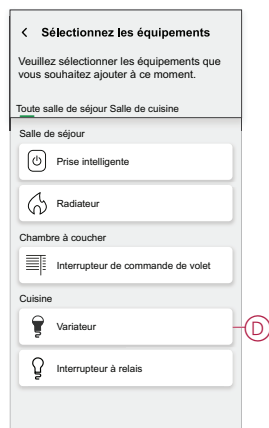 Sélectionnez les équipements
Veuillez sélectionner les équipements que
vous souhaitez ajouter à ce moment.
Toute salle de séjour Salle de cuisine
Salle de séjour
Prise intelligente
Radiateur
Chambre à coucher
Interrupteur de commande de volet
Cuisine
Variateur
D
Interrupteur à relais